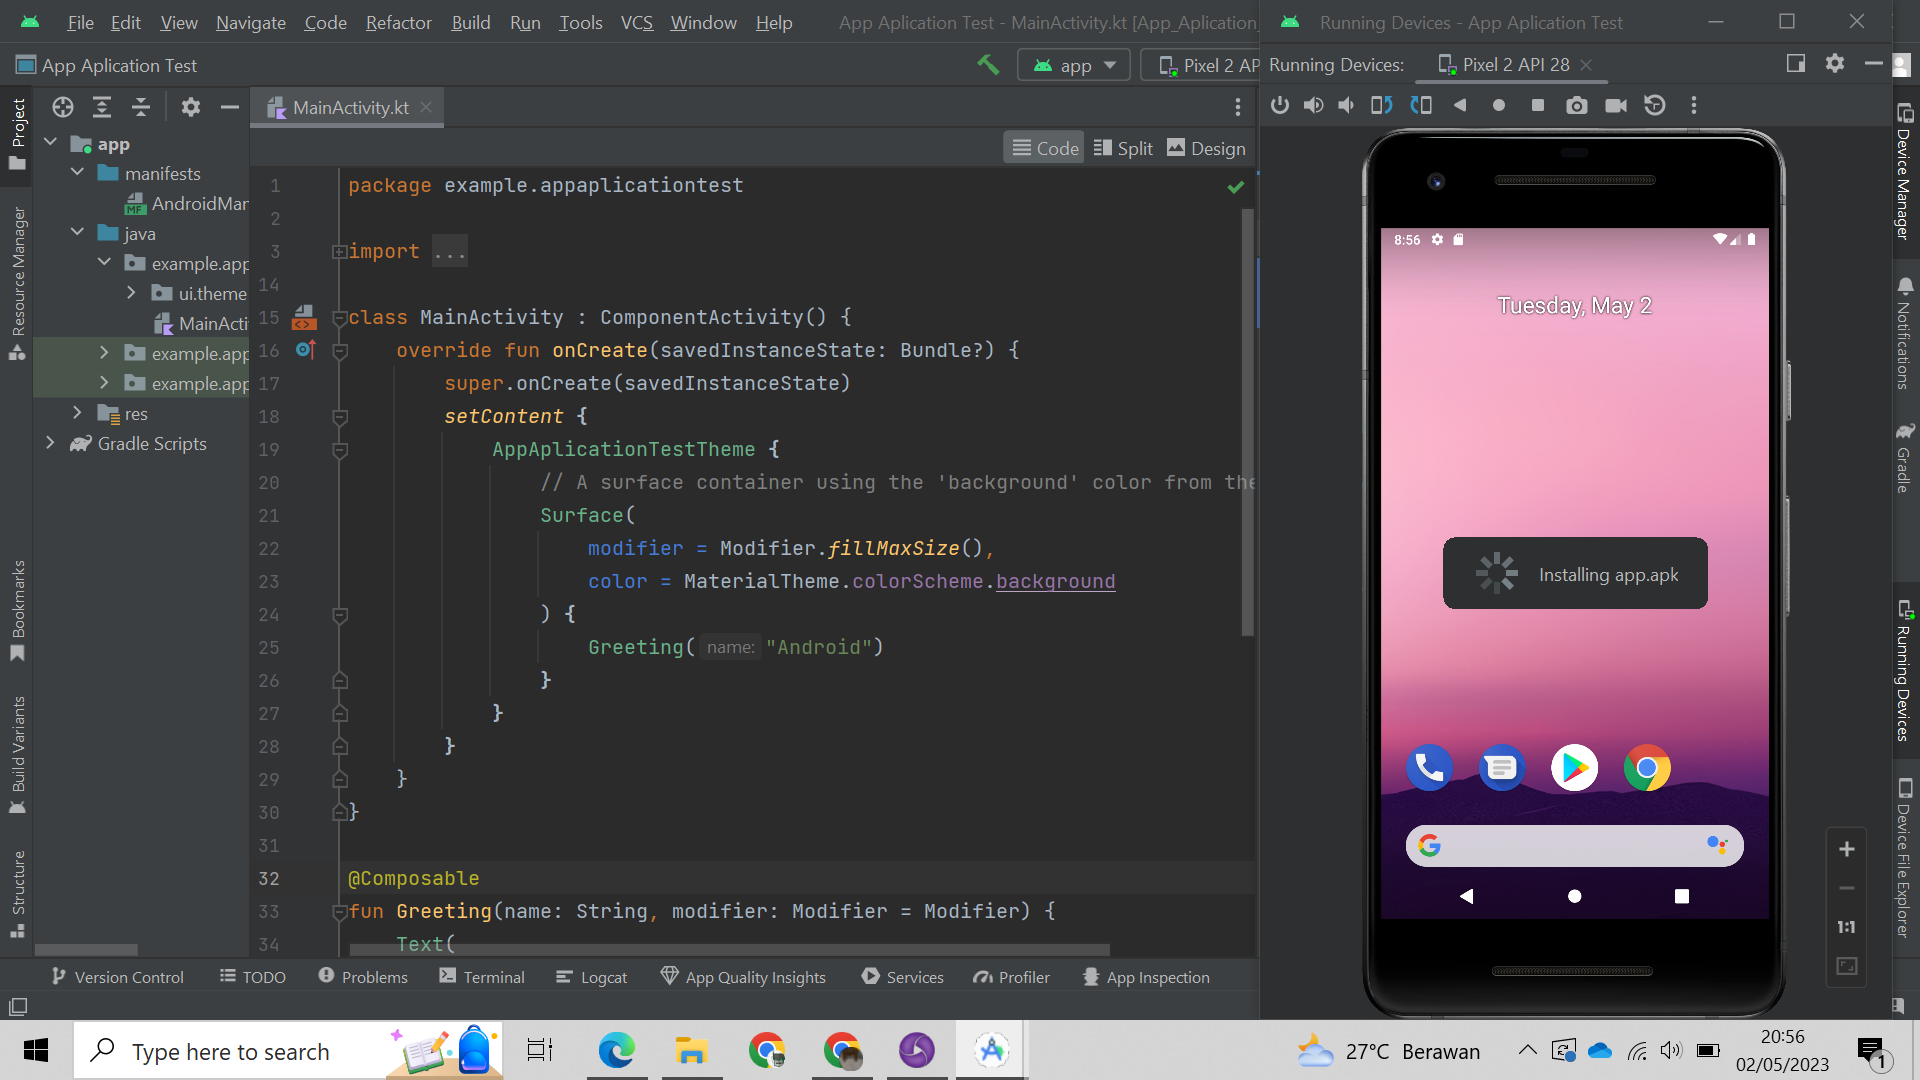 File Edit View Navigate Code Refactor Build Run Tools VCS Window Help
App Aplication Test - MainActivity.kt [App_Aplication_
Running Devices - App Aplication Test
App Aplication Test
app
Pixel 2 AP
Running Devices:
Pixel 2 API 28
Project
Resource Manager
Bookmarks
Build Variants
Structure
app
manifests
AndroidMan
java
example.app
ui.theme
MainActi
example.app
example.app
res
Gradle Scripts
MainActivity.kt
Code Split Design
1 package example.appaplicationtest
2
3 import ...
14
15 class MainActivity : ComponentActivity() {
16 override fun onCreate(savedInstanceState: Bundle?) {
17 super.onCreate(savedInstanceState)
18 setContent {
19 AppAplicationTestTheme {
20 // A surface container using the 'background' color from the
21 Surface(
22 modifier = Modifier.fillMaxSize(),
23 color = MaterialTheme.colorScheme.background
24 ) {
25 Greeting( name: "Android")
26 }
27 }
28 }
29 }
30 }
31
32 @Composable
33 fun Greeting(name: String, modifier: Modifier = Modifier) {
34 Text(
8:56
Tuesday, May 2
Installing app.apk
1:1
Device Manager
Notifications
Gradle
Running Devices
Device File Explorer
Version Control TODO Problems Terminal Logcat App Quality Insights Services Profiler App Inspection
Type here to search
27°C Berawan
20:56
02/05/2023
1